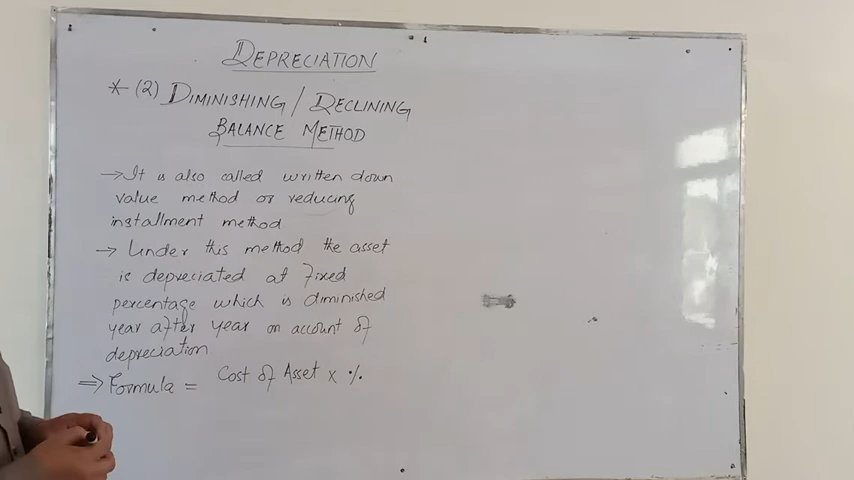 DEPRECIATION
* (2) DIMINISHING / DECLINING
BALANCE METHOD
→ It is also called written down
value method or reducing
installment method
→ Under this method the asset
is depreciated at fixed
percentage which is diminished
year after year on account of
depreciation
⇒ Formula = Cost of Asset x %